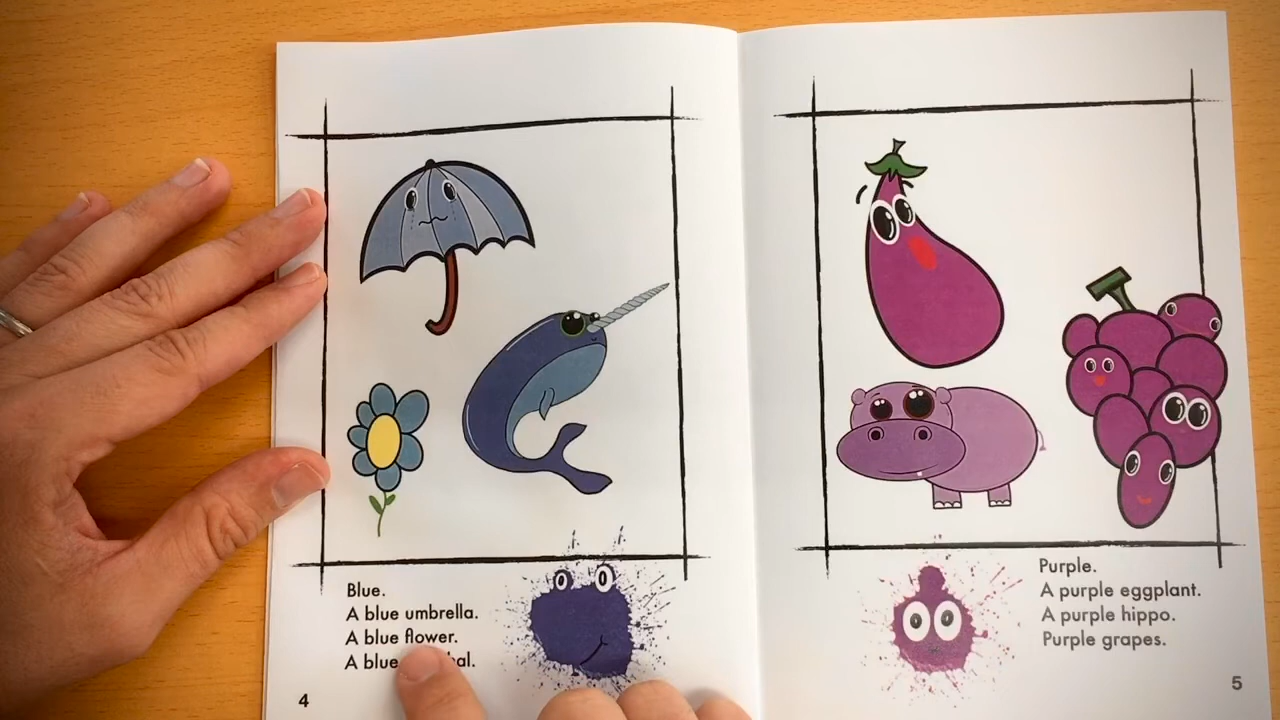 Blue.
A blue umbrella.
A blue flower.
A blue
4
Purple.
A purple eggplant.
A purple hippo.
Purple grapes.
5